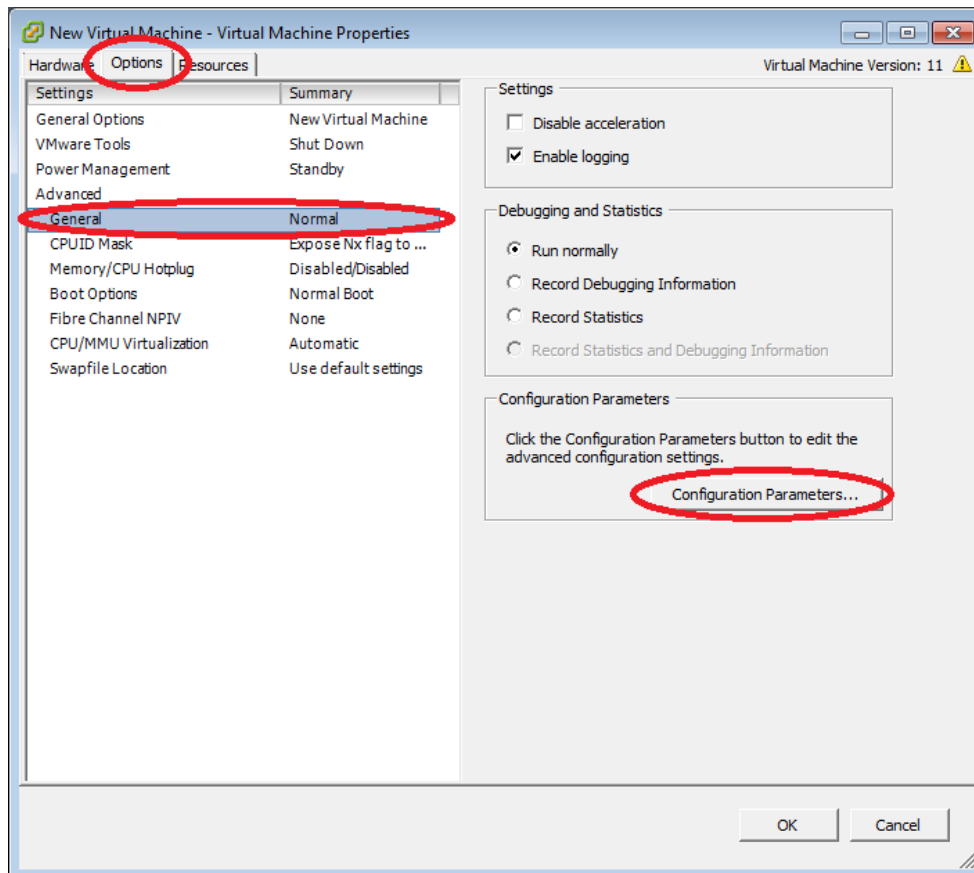 New Virtual Machine - Virtual Machine Properties
Hardware Options Resources Virtual Machine Version: 11
Settings Summary
General Options New Virtual Machine
VMware Tools Shut Down
Power Management Standby
Advanced
General Normal
CPUID Mask Expose Nx flag to ...
Memory/CPU Hotplug Disabled/Disabled
Boot Options Normal Boot
Fibre Channel NPIV None
CPU/MMU Virtualization Automatic
Swapfile Location Use default settings
Settings
Disable acceleration
Enable logging
Debugging and Statistics
Run normally
Record Debugging Information
Record Statistics
Record Statistics and Debugging Information
Configuration Parameters
Click the Configuration Parameters button to edit the
advanced configuration settings.
Configuration Parameters...
OK Cancel